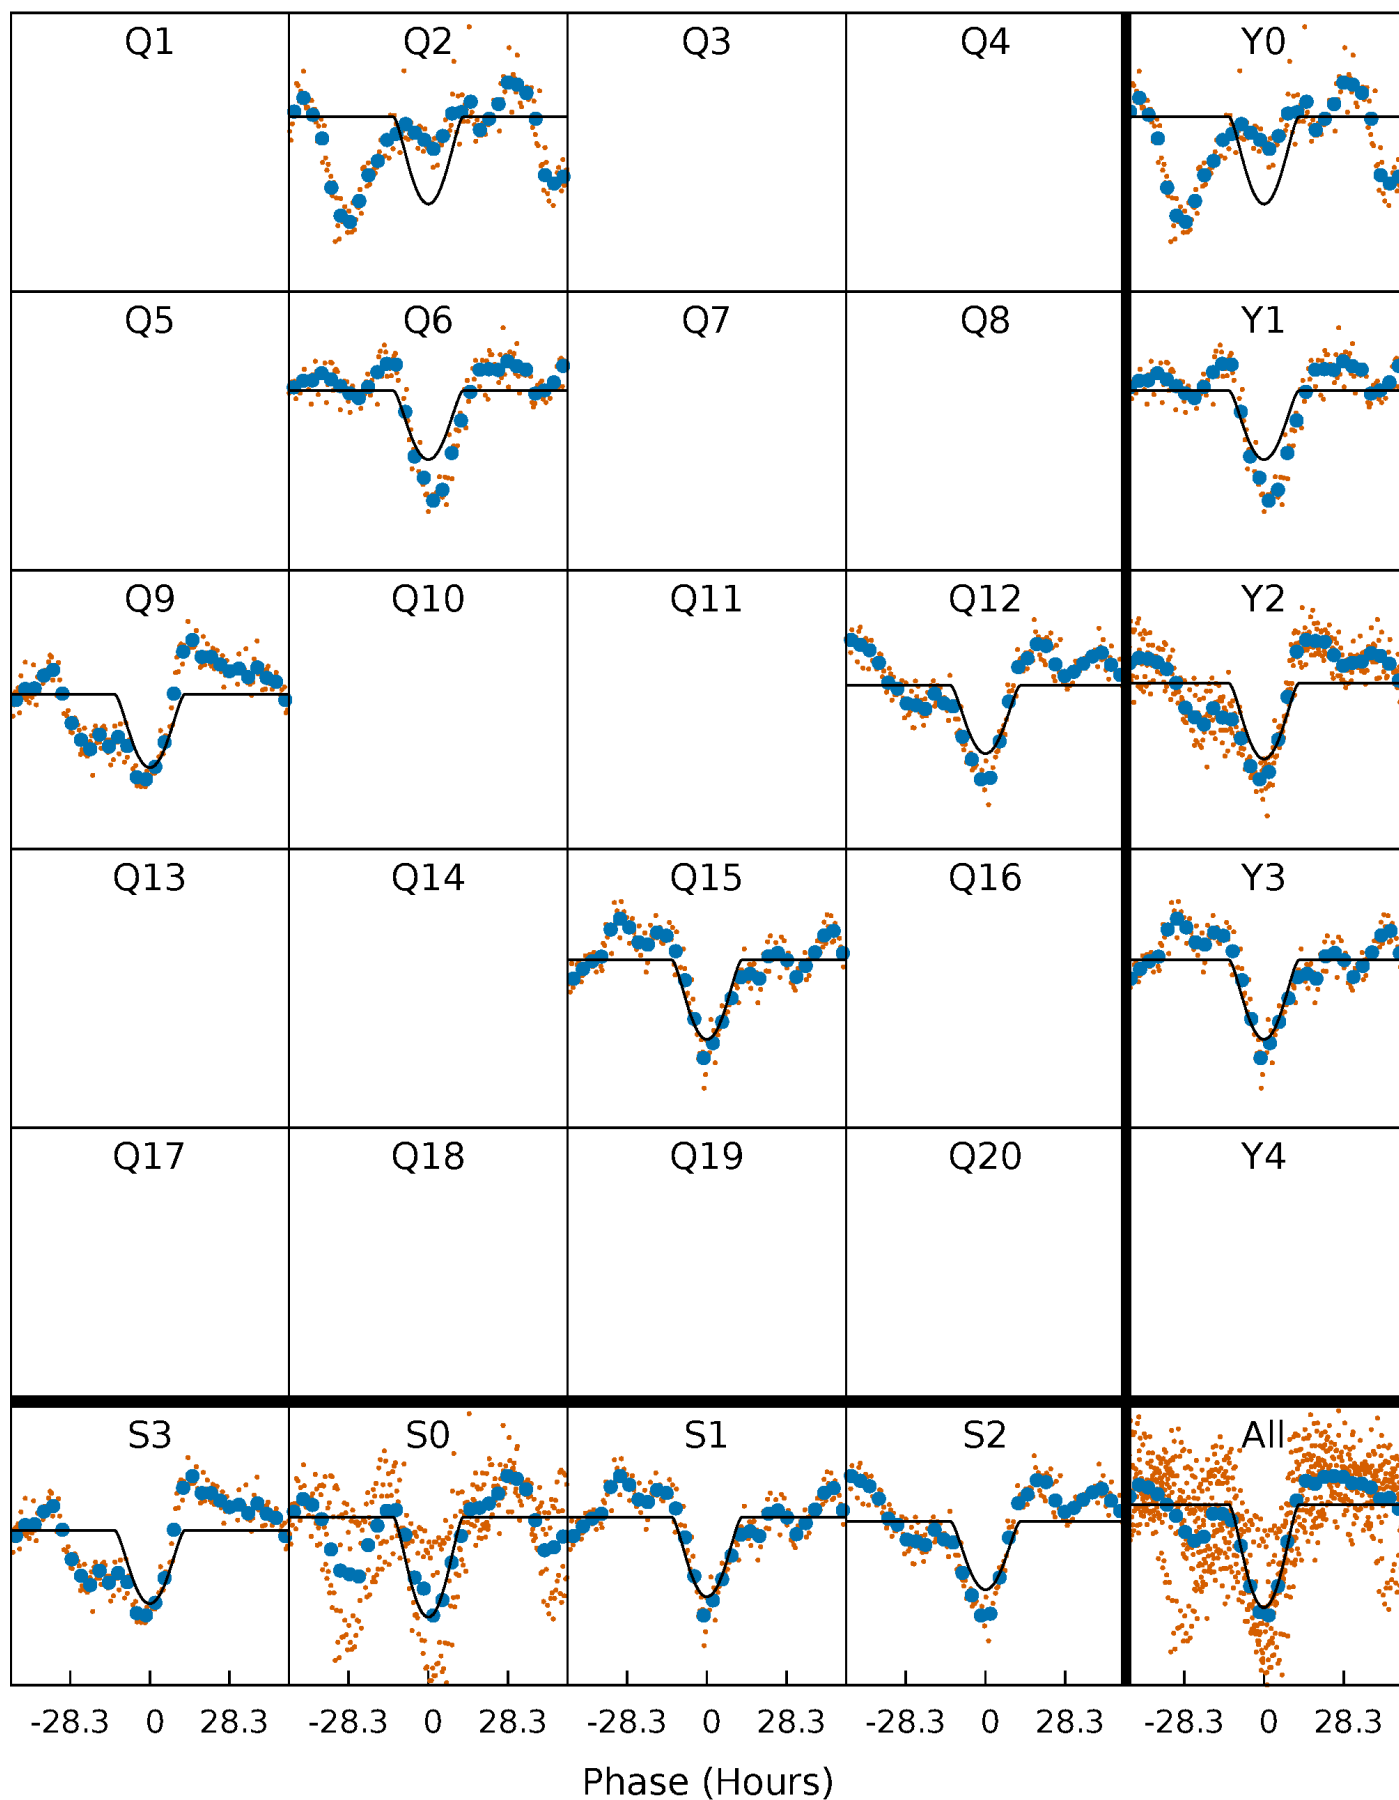 Q1 Q2 Q3 Q4 Y0
Q5 Q6 Q7 Q8 Y1
Q9 Q10 Q11 Q12 Y2
Q13 Q14 Q15 Q16 Y3
Q17 Q18 Q19 Q20 Y4
S3 S0 S1 S2 All
-28.3 0 28.3 -28.3 0 28.3 -28.3 0 28.3 -28.3 0 28.3 -28.3 0 28.3
Phase (Hours)